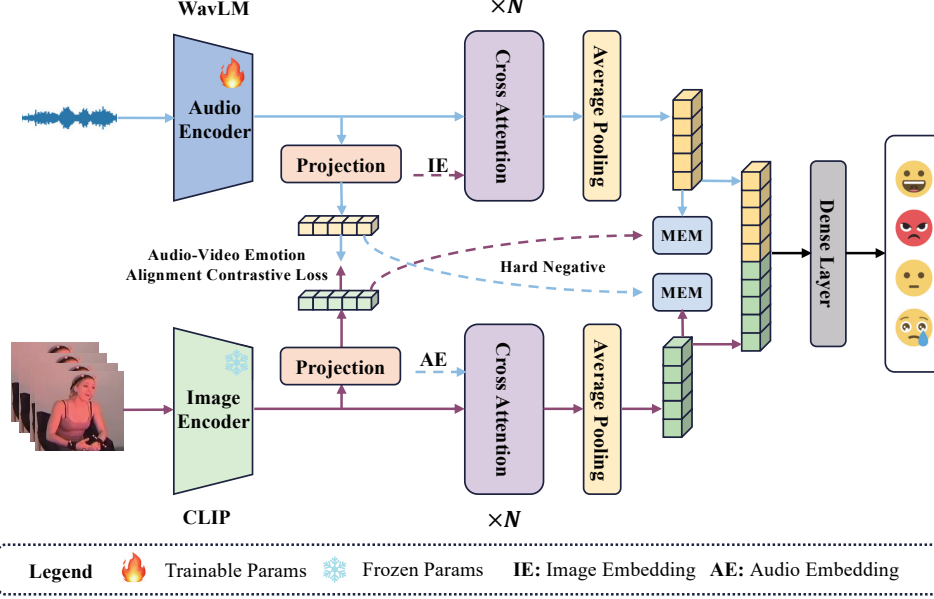 WavLM
×N
Audio
Encoder
Projection
IE
Cross Attention
Average Pooling
MEM
Audio-Video Emotion
Alignment Contrastive Loss
Hard Negative
MEM
Dense Layer
Projection
AE
Image
Encoder
Cross Attention
Average Pooling
CLIP
×N
Legend Trainable Params Frozen Params IE: Image Embedding AE: Audio Embedding